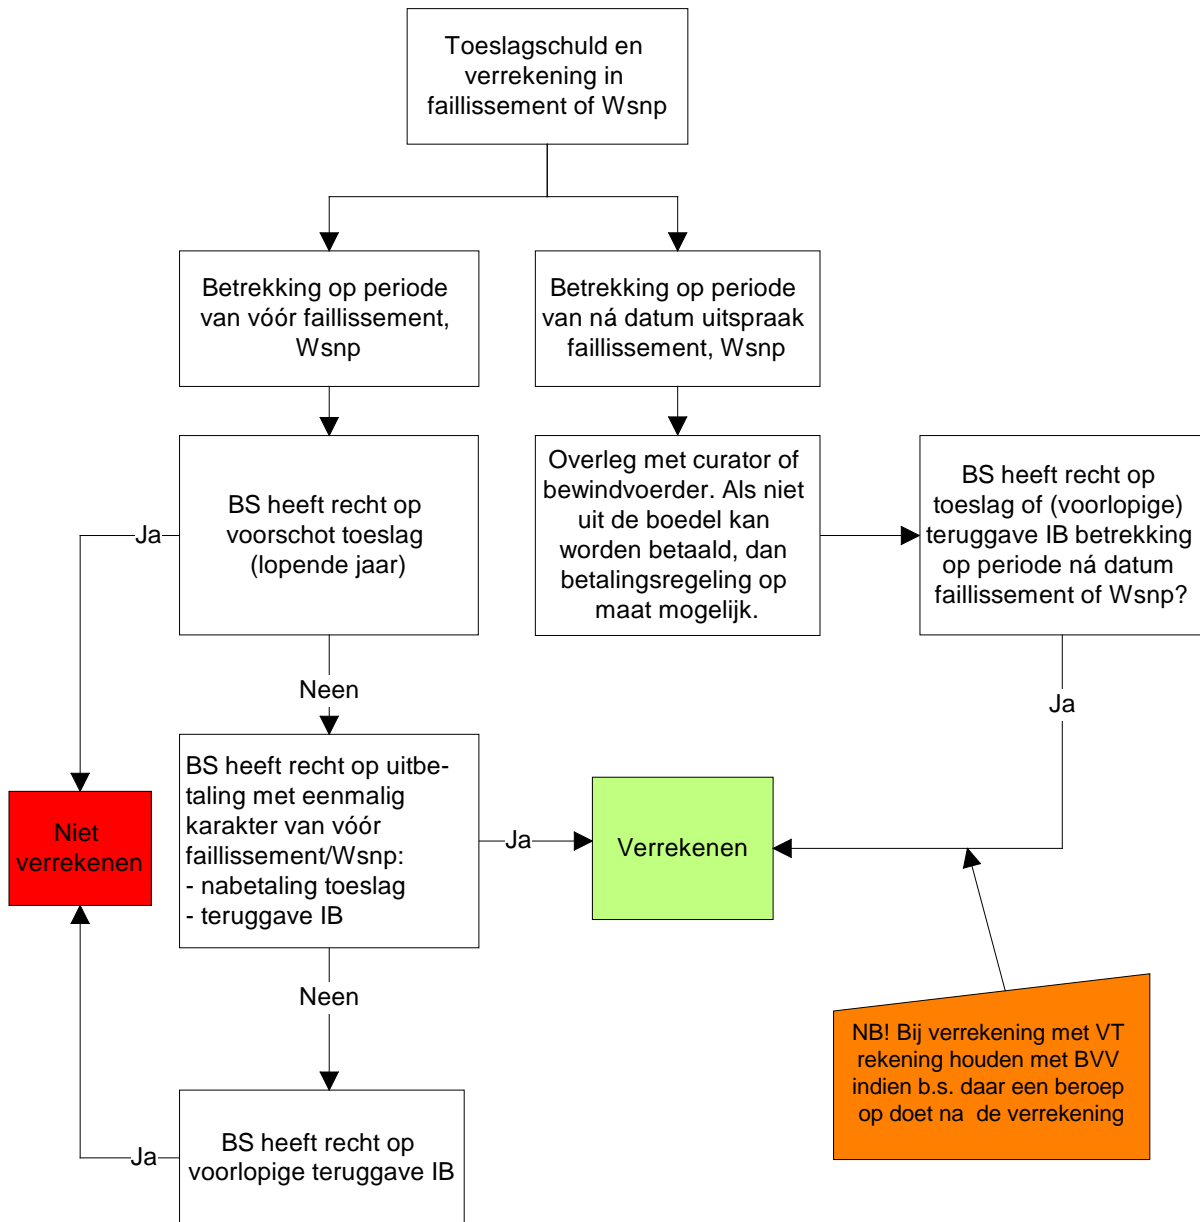 Toeslagschuld en
verrekening in
faillissement of Wsnp
Betrekking op periode
van vóór faillissement,
Wsnp
Betrekking op periode
van ná datum uitspraak
faillissement, Wsnp
BS heeft recht op
voorschot toeslag
(lopende jaar)
Overleg met curator of
bewindvoerder. Als niet
uit de boedel kan
worden betaald, dan
betalingsregeling op
maat mogelijk.
BS heeft recht op
toeslag of (voorlopige)
teruggave IB betrekking
op periode ná datum
faillissement of Wsnp?
Ja
Neen
Ja
BS heeft recht op uitbe-
taling met eenmalig
karakter van vóór
faillissement/Wsnp:
- nabetaling toeslag
- teruggave IB
Niet
verrekenen
Ja
Verrekenen
Neen
NB! Bij verrekening met VT
rekening houden met BVV
indien b.s. daar een beroep
op doet na de verrekening
BS heeft recht op
voorlopige teruggave IB
Ja